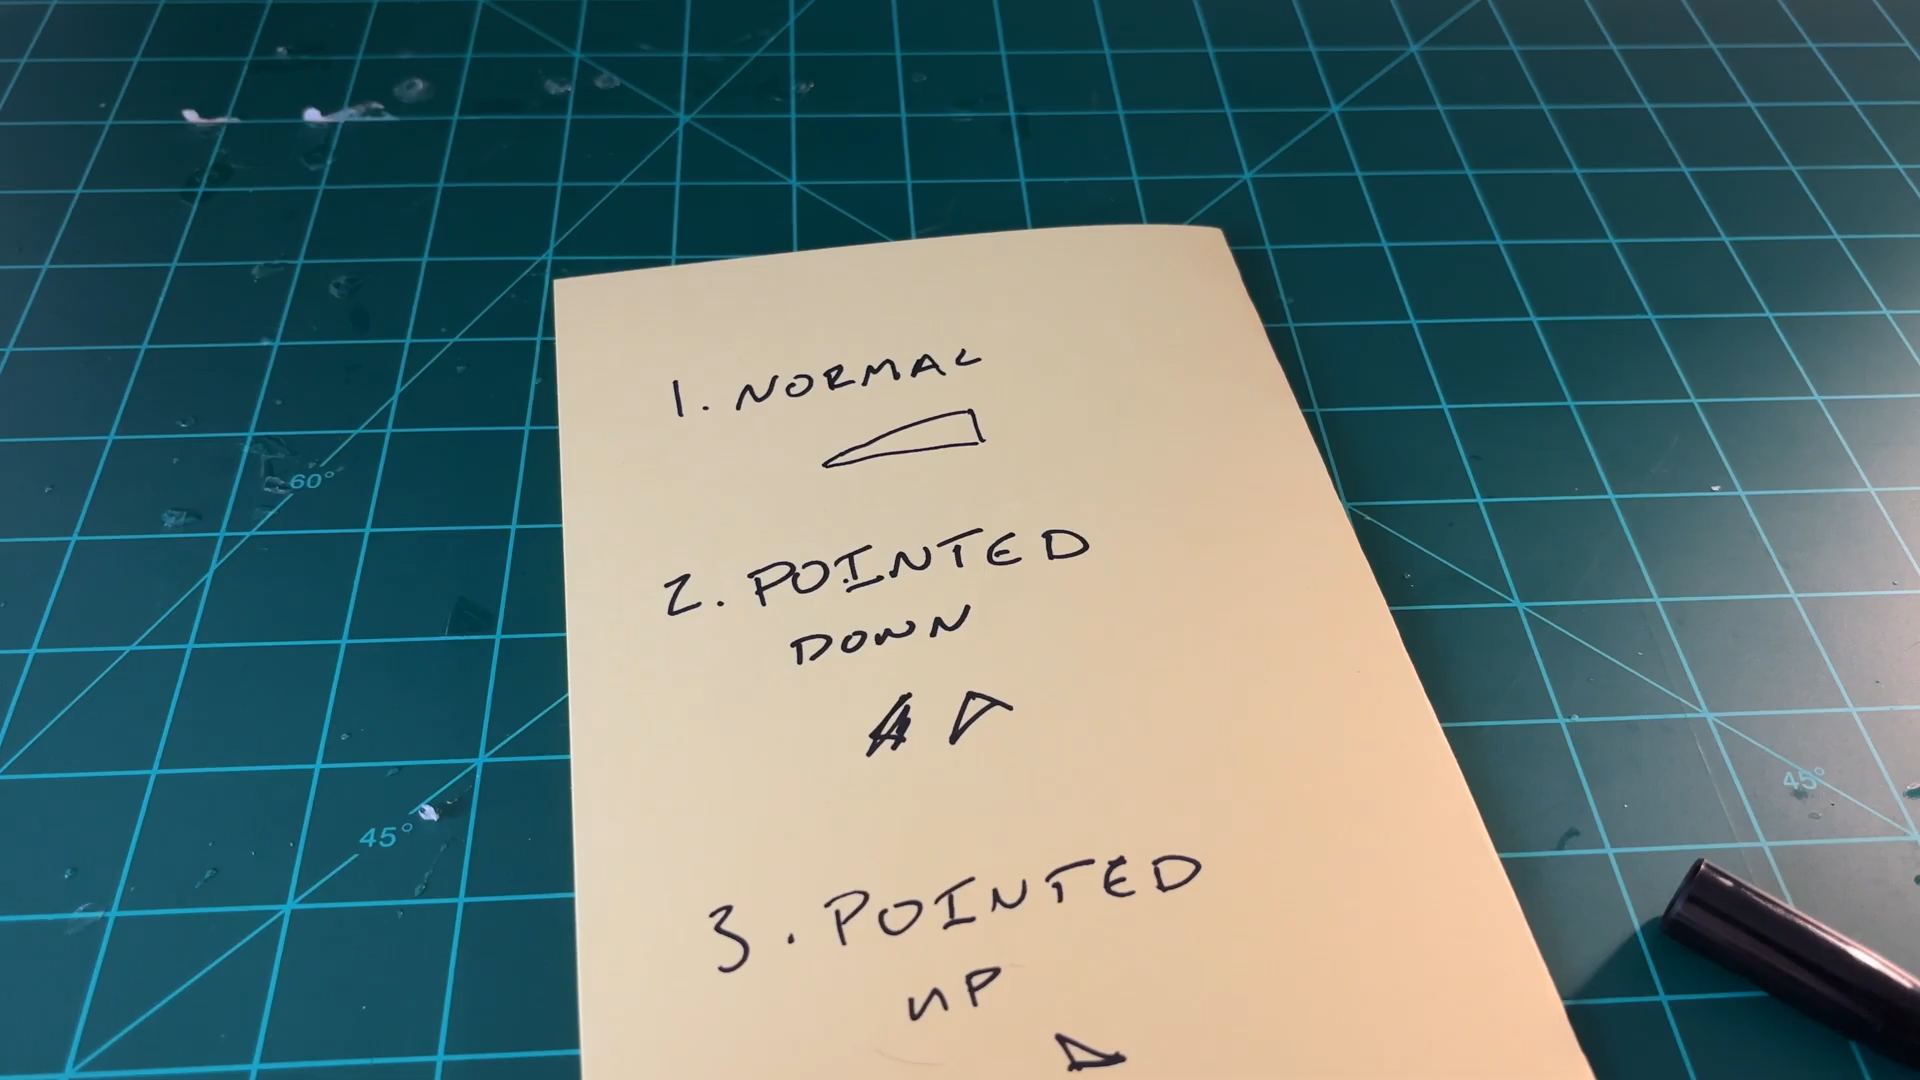 1. NORMAL
2. POINTED
DOWN
3. POINTED
UP
60°
45°
45°